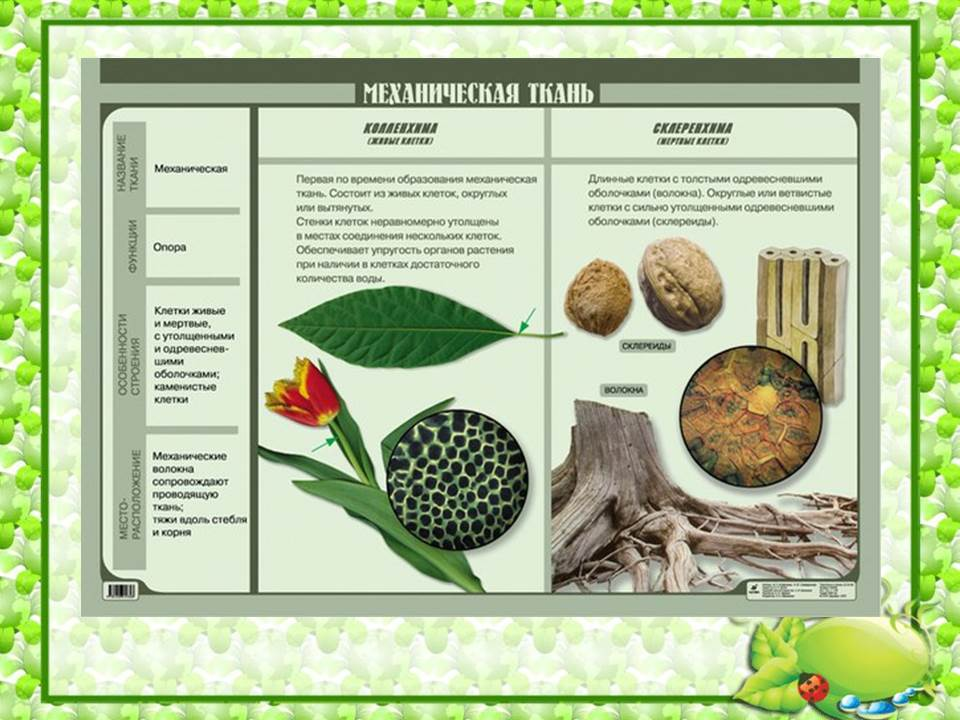 МЕХАНИЧЕСКАЯ ТКАНЬ
НАЗВАНИЕ
ТКАНИ
Механическая
ФУНКЦИИ
Опора
ОСОБЕННОСТИ
СТРОЕНИЯ
Клетки живые
и мертвые,
с утолщенными
и одревеснев-
шими
оболочками;
каменистые
клетки
МЕСТО-
РАСПОЛОЖЕНИЕ
Механические
волокна
сопровождают
проводящую
ткань;
тяжи вдоль стебля
и корня
КОЛЛЕНХИМА
(ЖИВЫЕ КЛЕТКИ)
Первая по времени образования механическая
ткань. Состоит из живых клеток, округлых
или вытянутых.
Стенки клеток неравномерно утолщены
в местах соединения нескольких клеток.
Обеспечивает упругость органов растения
при наличии в клетках достаточного
количества воды.
СКЛЕРЕНХИМА
(МЕРТВЫЕ КЛЕТКИ)
Длинные клетки с толстыми одревесневшими
оболочками (волокна). Округлые или ветвистые
клетки с сильно утолщенными одревесневшими
оболочками (склереиды).
СКЛЕРЕИДЫ
ВОЛОКНА